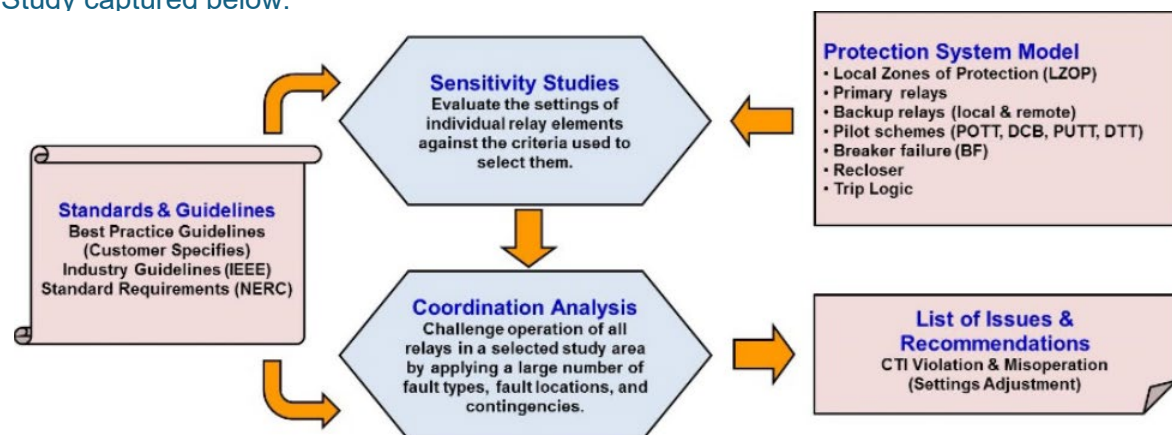 Study captured below:
Sensitivity Studies
Evaluate the settings of
individual relay elements
against the criteria used to
select them.
Protection System Model
• Local Zones of Protection (LZOP)
• Primary relays
• Backup relays (local & remote)
• Pilot schemes (POTT, DCB, PUTT, DTT)
• Breaker failure (BF)
• Recloser
• Trip Logic
Standards & Guidelines
Best Practice Guidelines
(Customer Specifies)
Industry Guidelines (IEEE)
Standard Requirements (NERC)
Coordination Analysis
Challenge operation of all
relays in a selected study area
by applying a large number of
fault types, fault locations, and
contingencies.
List of Issues &
Recommendations
CTI Violation & Misoperation
(Settings Adjustment)